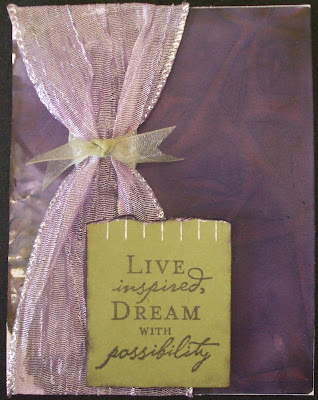 LIVE
inspired,
DREAM
WITH
possibility